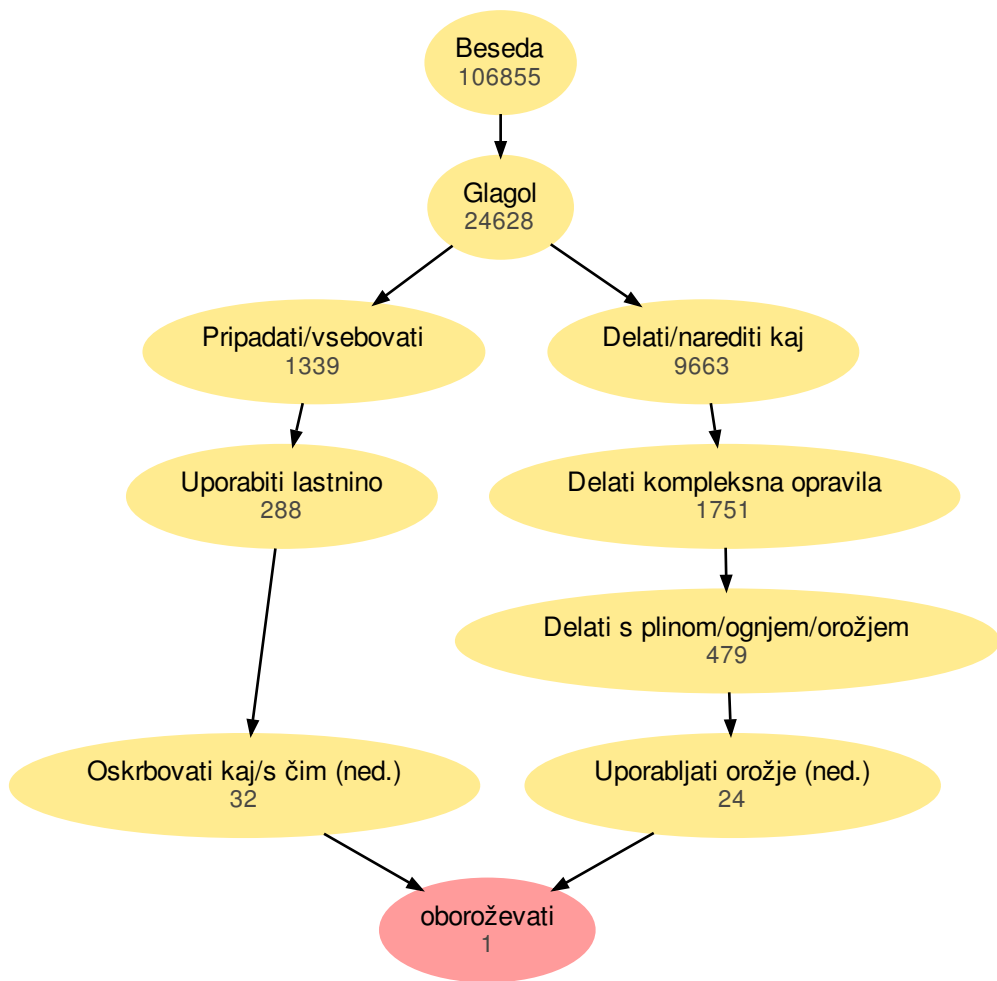 Beseda
106855
Glagol
24628
Pripadati/vsebovati
1339
Delati/narediti kaj
9663
Uporabiti lastnino
288
Delati kompleksna opravila
1751
Delati s plinom/ognjem/orožjem
479
Oskrbovati kaj/s čim (ned.)
32
Uporabljati orožje (ned.)
24
oboroževati
1